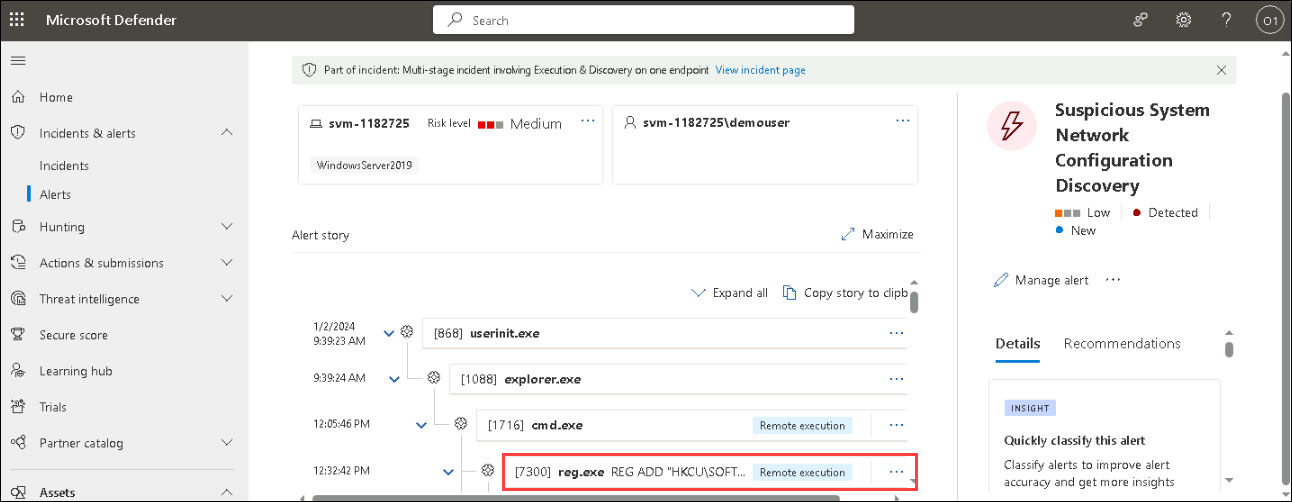 Microsoft Defender
Search
?
O1
Home
Incidents & alerts
Incidents
Alerts
Hunting
Actions & submissions
Threat intelligence
Secure score
Learning hub
Trials
Partner catalog
Assets
Part of incident: Multi-stage incident involving Execution & Discovery on one endpoint View incident page
svm-1182725 Risk level Medium ...
WindowsServer2019
svm-1182725\demouser ...
Alert story
Maximize
Expand all Copy story to clipb
1/2/2024
9:39:23 AM
[868] userinit.exe ...
9:39:24 AM [1088] explorer.exe ...
12:05:46 PM [1716] cmd.exe Remote execution ...
12:32:42 PM [7300] reg.exe REG ADD "HKCU\SOFT... Remote execution ...
Suspicious System
Network
Configuration
Discovery
Low Detected
New
Manage alert ...
Details Recommendations
INSIGHT
Quickly classify this alert
Classify alerts to improve alert
accuracy and get more insights